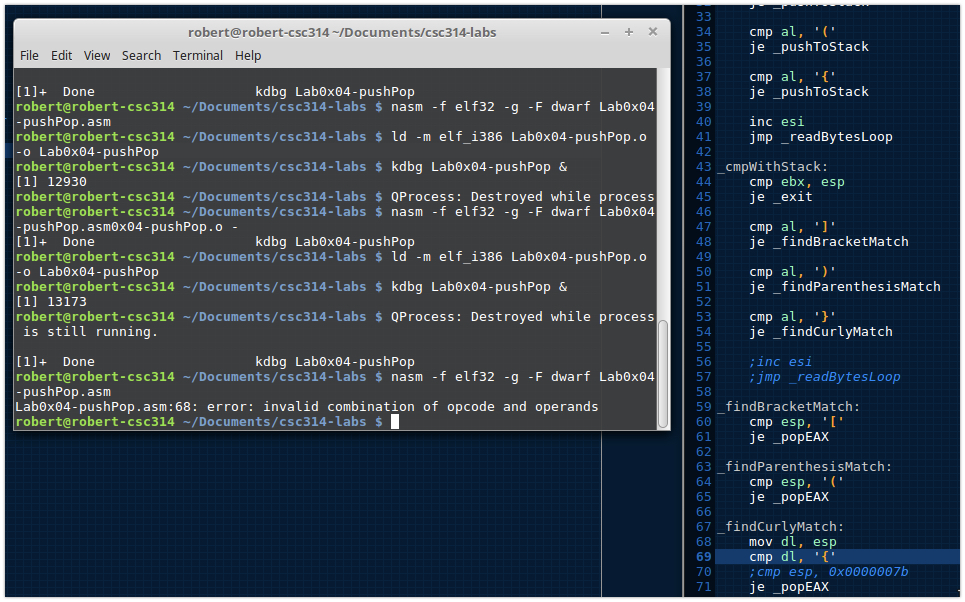 robert@robert-csc314 ~/Documents/csc314-labs
File Edit View Search Terminal Help
[1]+  Done                    kdbg Lab0x04-pushPop
robert@robert-csc314 ~/Documents/csc314-labs $ nasm -f elf32 -g -F dwarf Lab0x04
-pushPop.asm
robert@robert-csc314 ~/Documents/csc314-labs $ ld -m elf_i386 Lab0x04-pushPop.o
-o Lab0x04-pushPop
robert@robert-csc314 ~/Documents/csc314-labs $ kdbg Lab0x04-pushPop &
[1] 12930
robert@robert-csc314 ~/Documents/csc314-labs $ QProcess: Destroyed while process
robert@robert-csc314 ~/Documents/csc314-labs $ nasm -f elf32 -g -F dwarf Lab0x04
-pushPop.asm0x04-pushPop.o -
[1]+  Done                    kdbg Lab0x04-pushPop
robert@robert-csc314 ~/Documents/csc314-labs $ ld -m elf_i386 Lab0x04-pushPop.o
-o Lab0x04-pushPop
robert@robert-csc314 ~/Documents/csc314-labs $ kdbg Lab0x04-pushPop &
[1] 13173
robert@robert-csc314 ~/Documents/csc314-labs $ QProcess: Destroyed while process
 is still running.
[1]+  Done                    kdbg Lab0x04-pushPop
robert@robert-csc314 ~/Documents/csc314-labs $ nasm -f elf32 -g -F dwarf Lab0x04
-pushPop.asm
Lab0x04-pushPop.asm:68: error: invalid combination of opcode and operands
robert@robert-csc314 ~/Documents/csc314-labs $
33
34     cmp al, '('
35     je _pushToStack
36
37     cmp al, '{'
38     je _pushToStack
39
40     inc esi
41     jmp _readBytesLoop
42
43 _cmpWithStack:
44     cmp ebx, esp
45     je _exit
46
47     cmp al, ']'
48     je _findBracketMatch
49
50     cmp al, ')'
51     je _findParenthesisMatch
52
53     cmp al, '}'
54     je _findCurlyMatch
55
56     ;inc esi
57     ;jmp _readBytesLoop
58
59 _findBracketMatch:
60     cmp esp, '['
61     je _popEAX
62
63 _findParenthesisMatch:
64     cmp esp, '('
65     je _popEAX
66
67 _findCurlyMatch:
68     mov dl, esp
69     cmp dl, '{'
70     ;cmp esp, 0x0000007b
71     je _popEAX